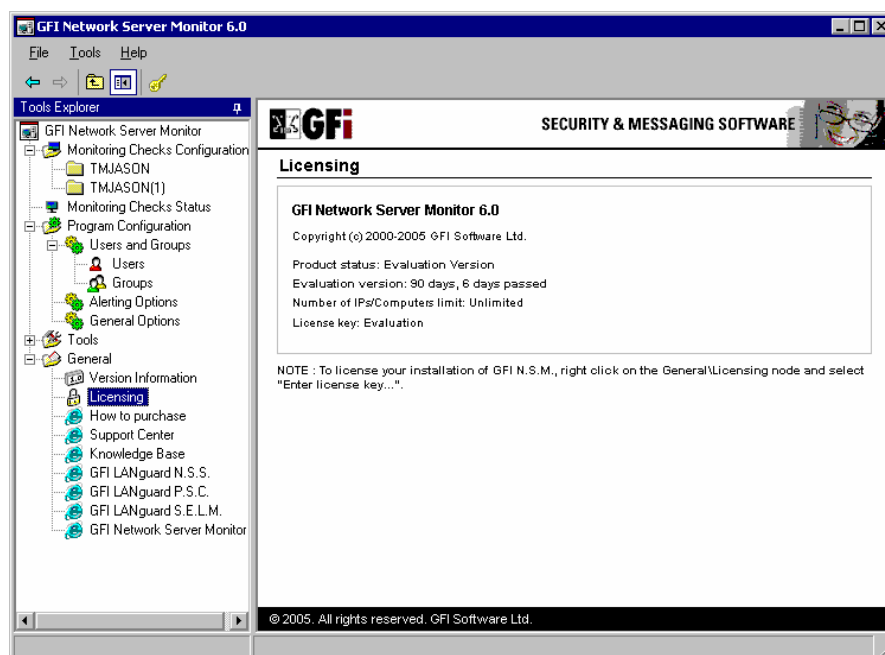 GFI Network Server Monitor 6.0
File Tools Help
Tools Explorer
GFI Network Server Monitor
Monitoring Checks Configuration
TMJASON
TMJASON(1)
Monitoring Checks Status
Program Configuration
Users and Groups
Users
Groups
Alerting Options
General Options
Tools
General
Version Information
Licensing
How to purchase
Support Center
Knowledge Base
GFI LANguard N.S.S.
GFI LANguard P.S.C.
GFI LANguard S.E.L.M.
GFI Network Server Monitor
GFi
SECURITY & MESSAGING SOFTWARE
Licensing
GFI Network Server Monitor 6.0
Copyright (c) 2000-2005 GFI Software Ltd.
Product status: Evaluation Version
Evaluation version: 90 days, 6 days passed
Number of IPs/Computers limit: Unlimited
License key: Evaluation
NOTE : To license your installation of GFI N.S.M., right click on the General\Licensing node and select
"Enter license key...".
© 2005. All rights reserved. GFI Software Ltd.